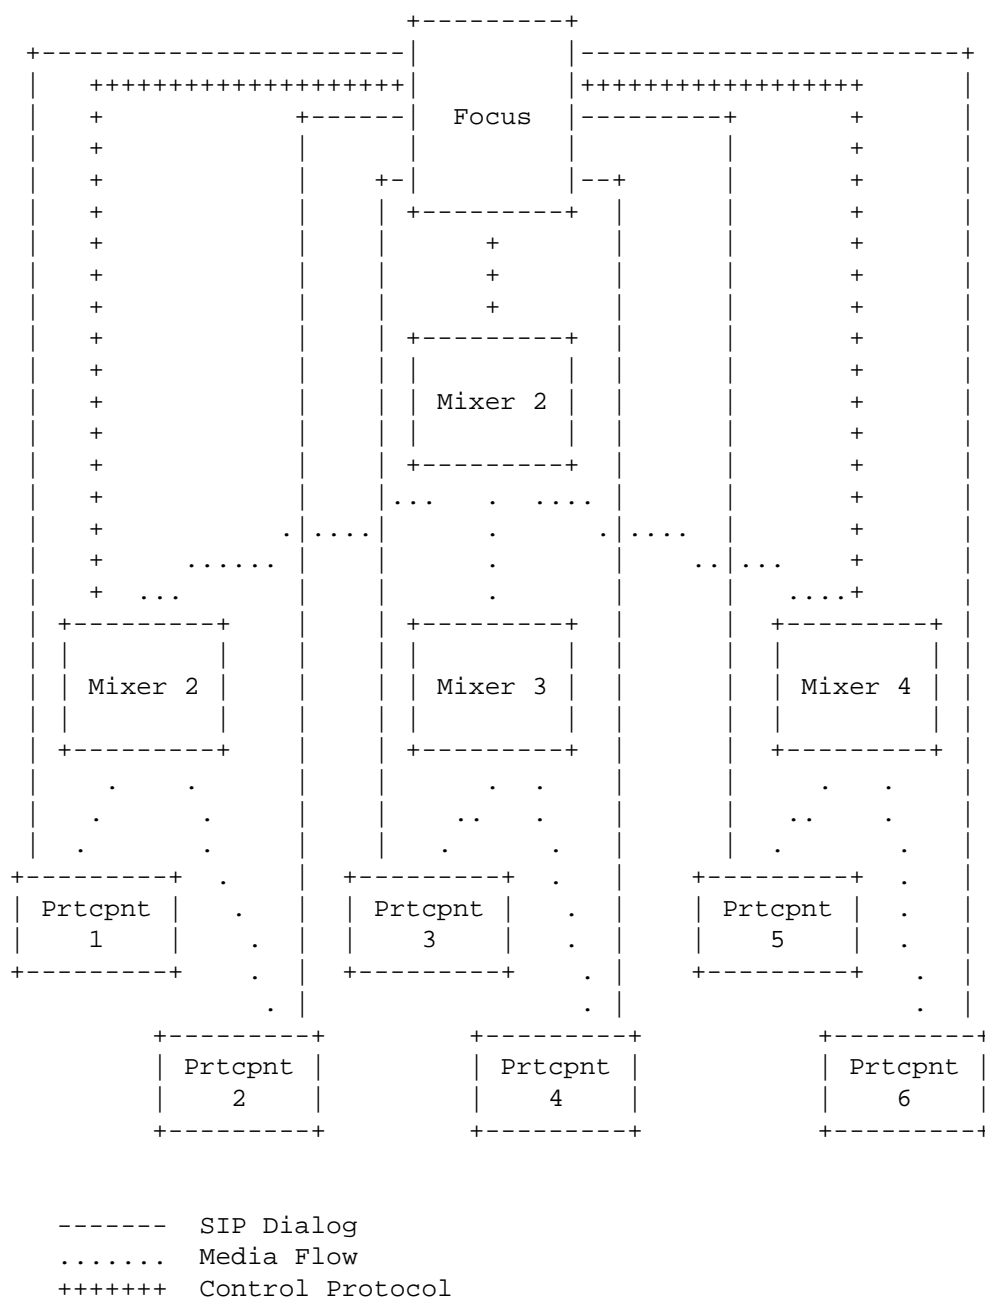 Focus
Mixer 2
Mixer 2 Mixer 3 Mixer 4
Prtcpnt Prtcpnt Prtcpnt
1 3 5
Prtcpnt Prtcpnt Prtcpnt
2 4 6
------- SIP Dialog
....... Media Flow
+++++++ Control Protocol